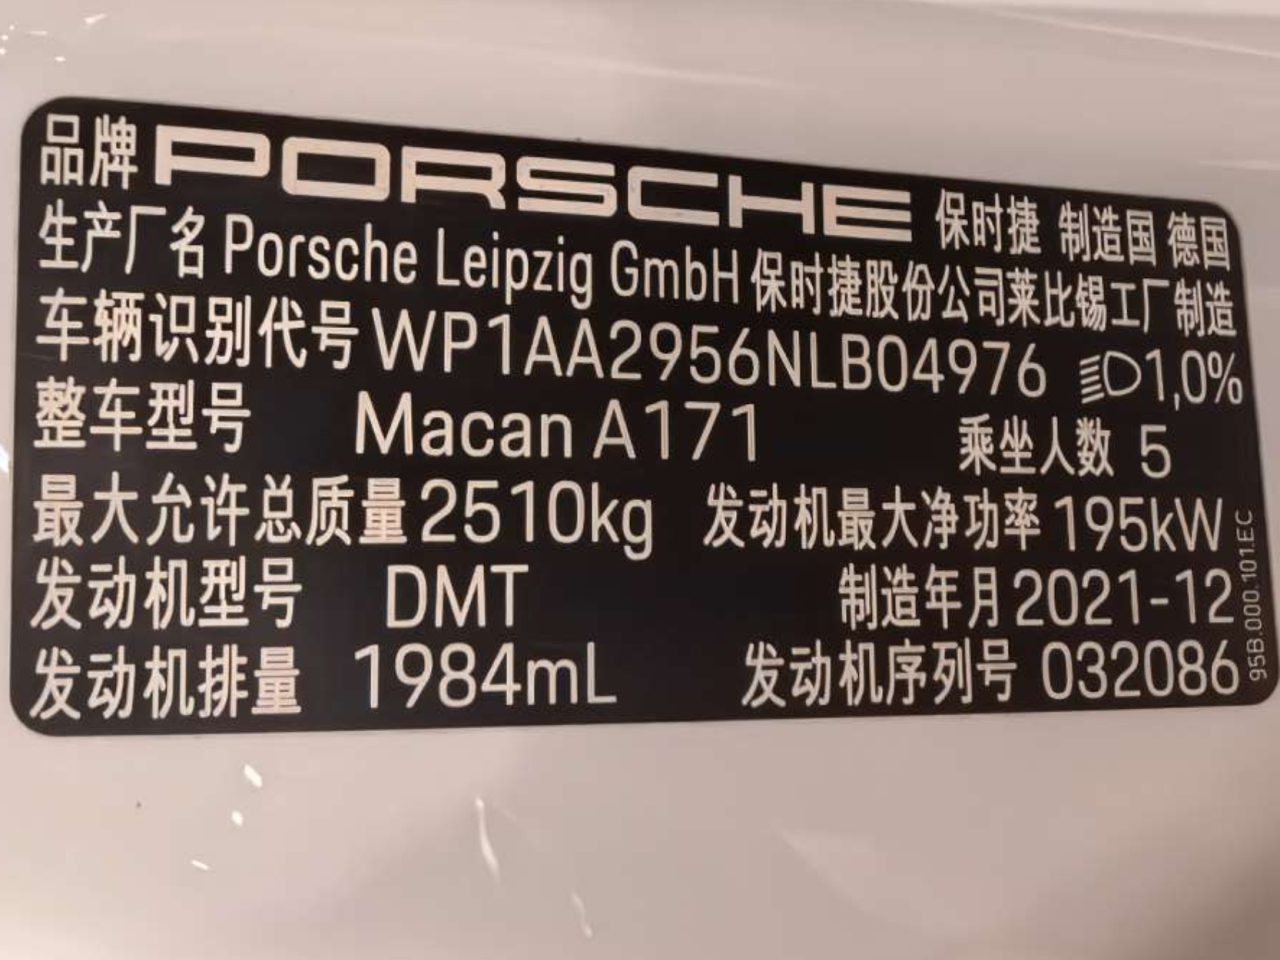 品牌 PORSCHE 保时捷 制造国 德国
生产厂名 Porsche Leipzig GmbH 保时捷股份公司莱比锡工厂制造
车辆识别代号 WP1AA2956NLB04976 1,0%
整车型号 Macan A171 乘坐人数 5
最大允许总质量 2510kg 发动机最大净功率 195kW
发动机型号 DMT 制造年月 2021-12
发动机排量 1984mL 发动机序列号 032086
95B.000.101.EC